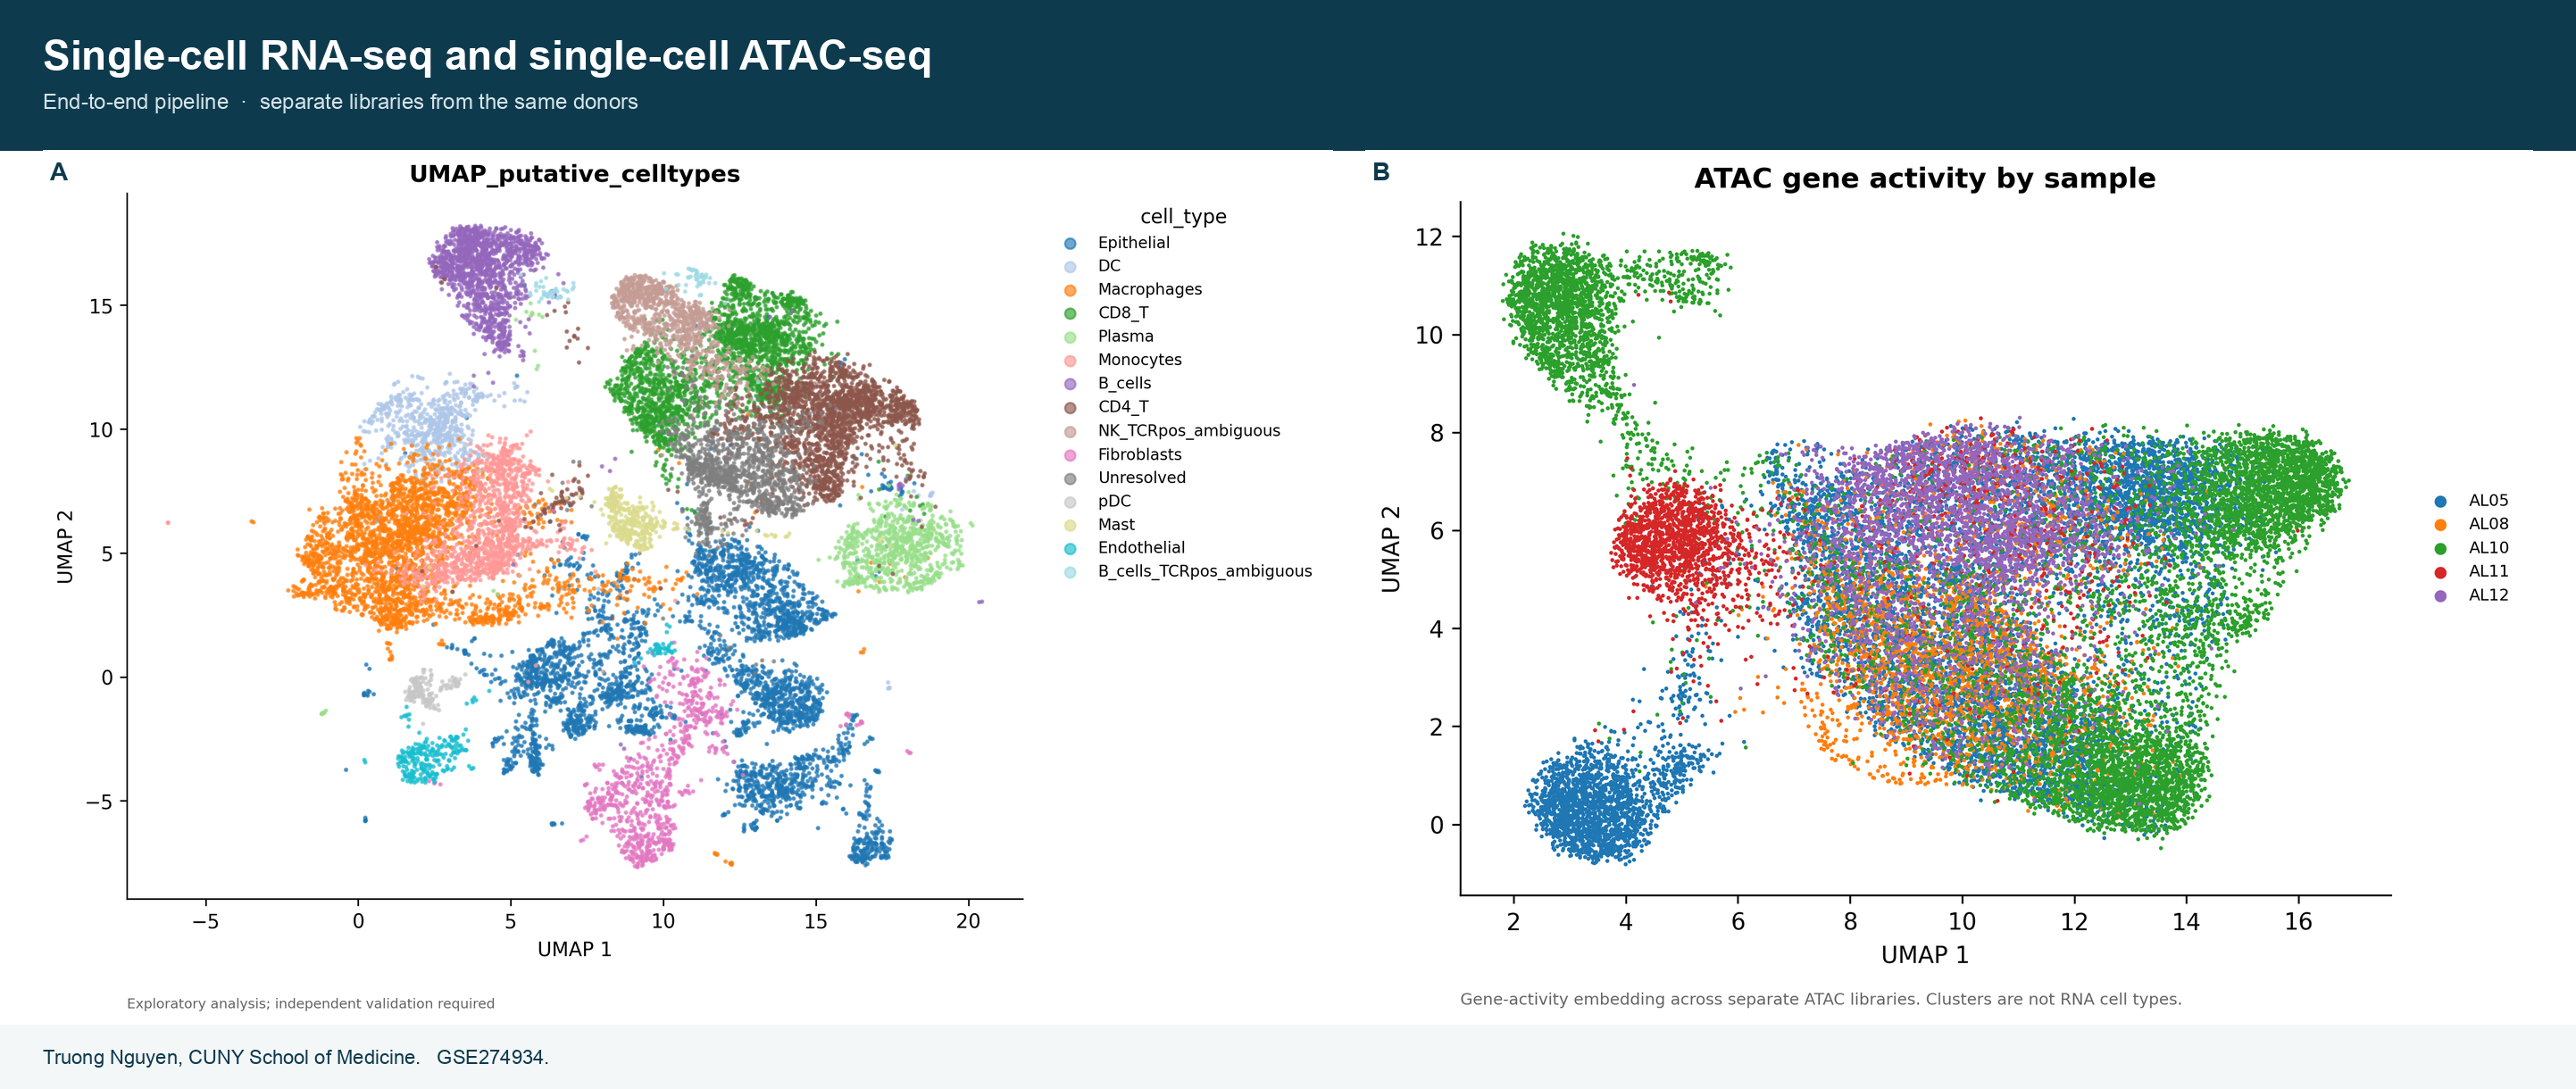 Single-cell RNA-seq and single-cell ATAC-seq
End-to-end pipeline · separate libraries from the same donors
A
UMAP_putative_celltypes
UMAP 2
15
10
5
0
−5
−5
0
5
10
15
20
UMAP 1
cell_type
Epithelial
DC
Macrophages
CD8_T
Plasma
Monocytes
B_cells
CD4_T
NK_TCRpos_ambiguous
Fibroblasts
Unresolved
pDC
Mast
Endothelial
B_cells_TCRpos_ambiguous
Exploratory analysis; independent validation required
B
ATAC gene activity by sample
UMAP 2
12
10
8
6
4
2
0
2
4
6
8
10
12
14
16
UMAP 1
AL05
AL08
AL10
AL11
AL12
Gene-activity embedding across separate ATAC libraries. Clusters are not RNA cell types.
Truong Nguyen, CUNY School of Medicine. GSE274934.